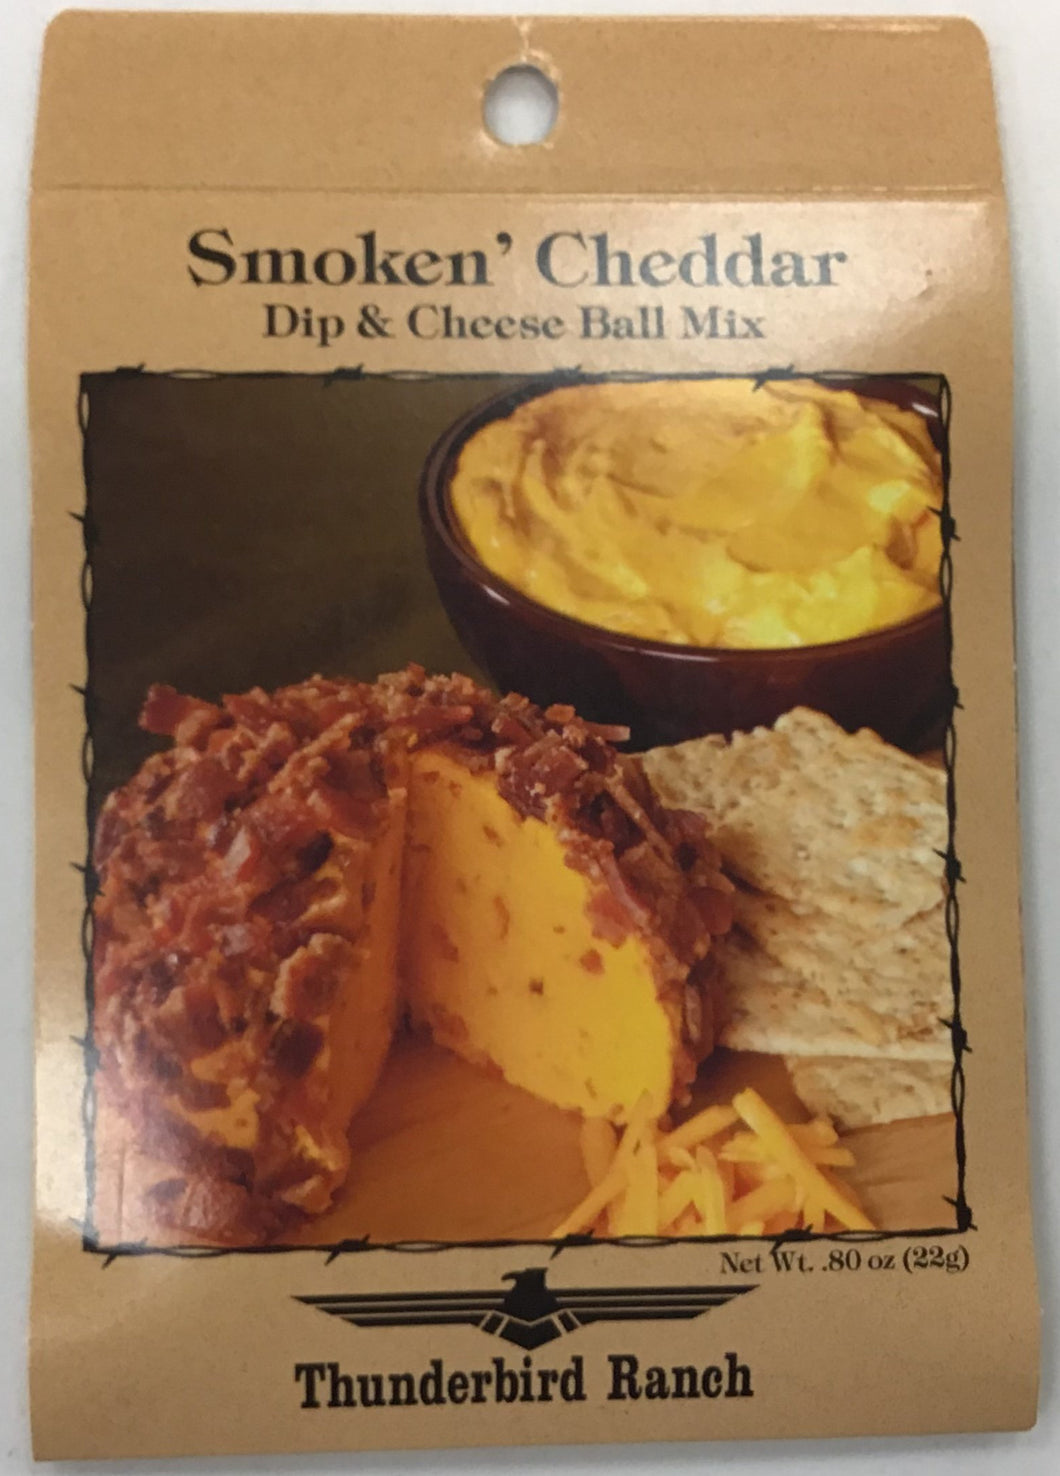 Smoken’ Cheddar
Dip & Cheese Ball Mix
Net Wt. .80 oz (22g)
Thunderbird Ranch